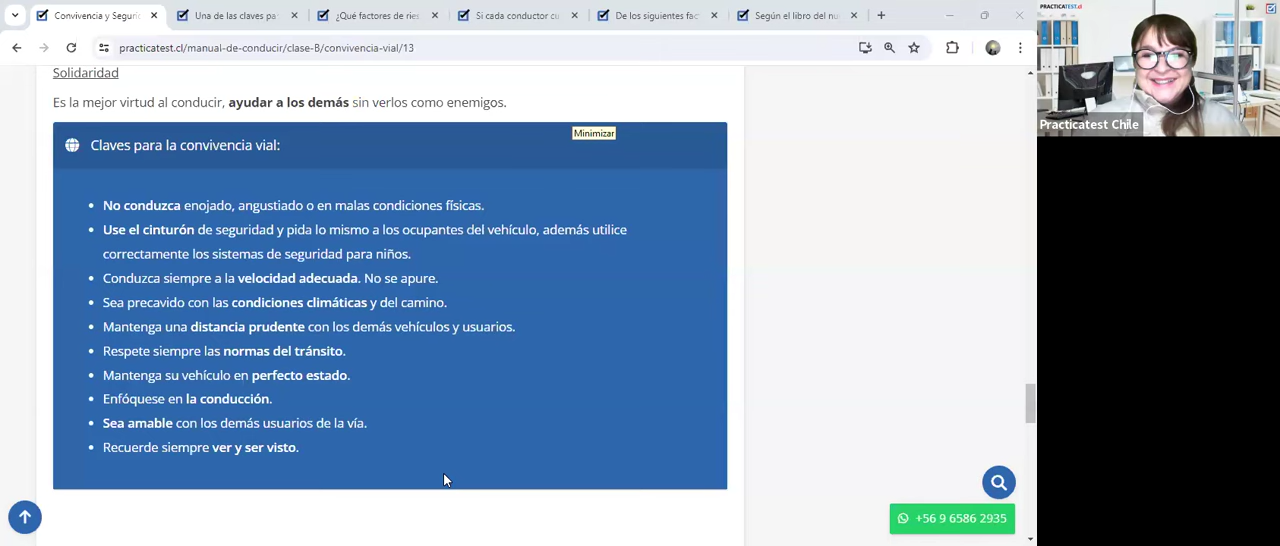 Convivencia y Seguri
Una de las claves pa
¿Qué factores de rie
Si cada conductor cu
De los siguientes fac
Según el libro del nu
practicatest.cl/manual-de-conducir/clase-B/convivencia-vial/13
PRACTICATEST.cl
Practicatest Chile
Solidaridad
Es la mejor virtud al conducir, ayudar a los demás sin verlos como enemigos.
Minimizar
Claves para la convivencia vial:
No conduzca enojado, angustiado o en malas condiciones físicas.
Use el cinturón de seguridad y pida lo mismo a los ocupantes del vehículo, además utilice
correctamente los sistemas de seguridad para niños.
Conduzca siempre a la velocidad adecuada. No se apure.
Sea precavido con las condiciones climáticas y del camino.
Mantenga una distancia prudente con los demás vehículos y usuarios.
Respete siempre las normas del tránsito.
Mantenga su vehículo en perfecto estado.
Enfóquese en la conducción.
Sea amable con los demás usuarios de la vía.
Recuerde siempre ver y ser visto.
+56 9 6586 2935